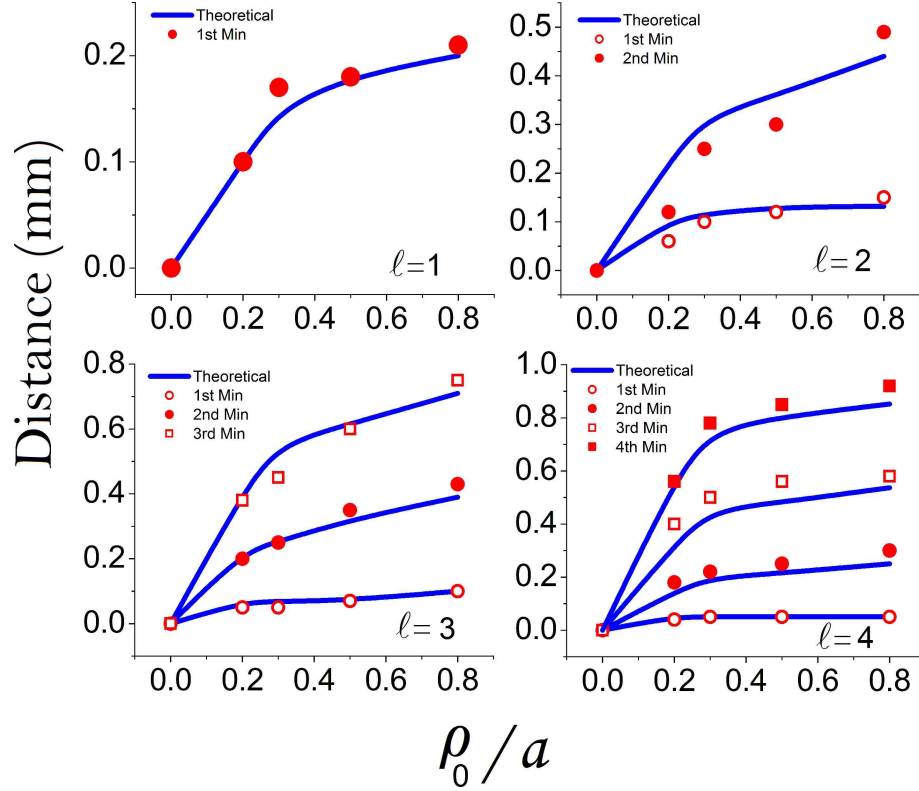 Distance (mm)
Theoretical
1st Min
0.2
0.1
0.0
ℓ=1
0.0 0.2 0.4 0.6 0.8
Theoretical
1st Min
2nd Min
0.5
0.4
0.3
0.2
0.1
0.0
ℓ=2
0.0 0.2 0.4 0.6 0.8
Theoretical
1st Min
2nd Min
3rd Min
0.8
0.6
0.4
0.2
0.0
ℓ=3
0.0 0.2 0.4 0.6 0.8
Theoretical
1st Min
2nd Min
3rd Min
4th Min
1.0
0.8
0.6
0.4
0.2
0.0
ℓ=4
0.0 0.2 0.4 0.6 0.8
ρ₀/a